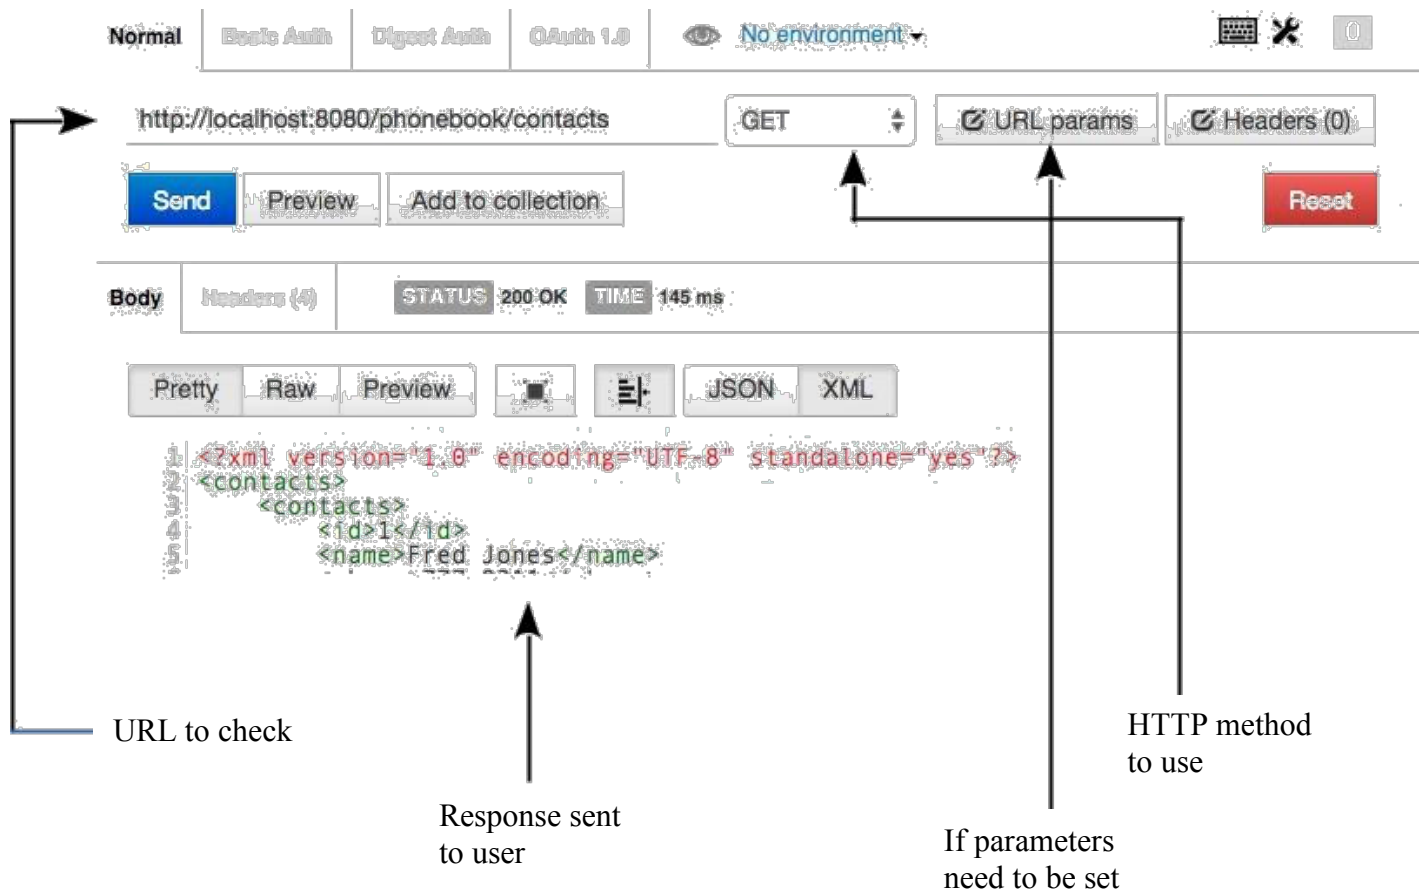 Normal Basic Auth Digest Auth OAuth 1.0 No environment 0
http://localhost:8080/phonebook/contacts GET URL params Headers (0)
Send Preview Add to collection Reset
Body Headers (4) STATUS 200 OK TIME 145 ms
Pretty Raw Preview JSON XML
1 <?xml version="1.0" encoding="UTF-8" standalone="yes"?>
2 <contacts>
3 <contacts>
4 <id>1</id>
5 <name>Fred Jones</name>
URL to check
HTTP method
to use
Response sent
to user
If parameters
need to be set